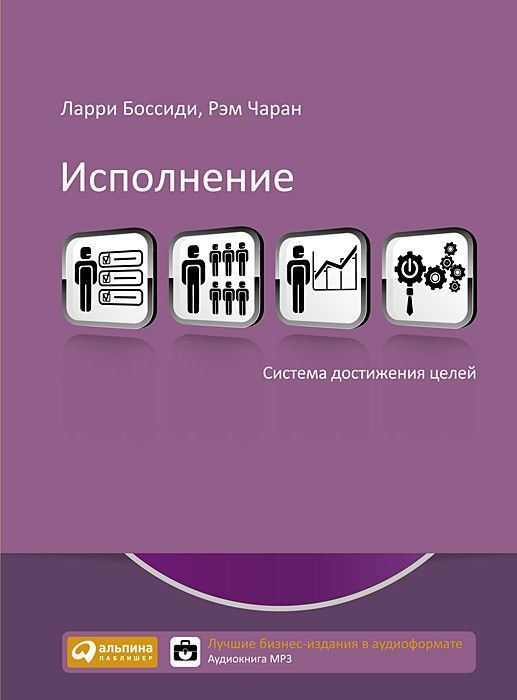 Ларри Боссиди, Рэм Чаран
Исполнение
Система достижения целей
альпина
ПАБЛИШЕР
Лучшие бизнес-издания в аудиоформате
Аудиокнига MP3